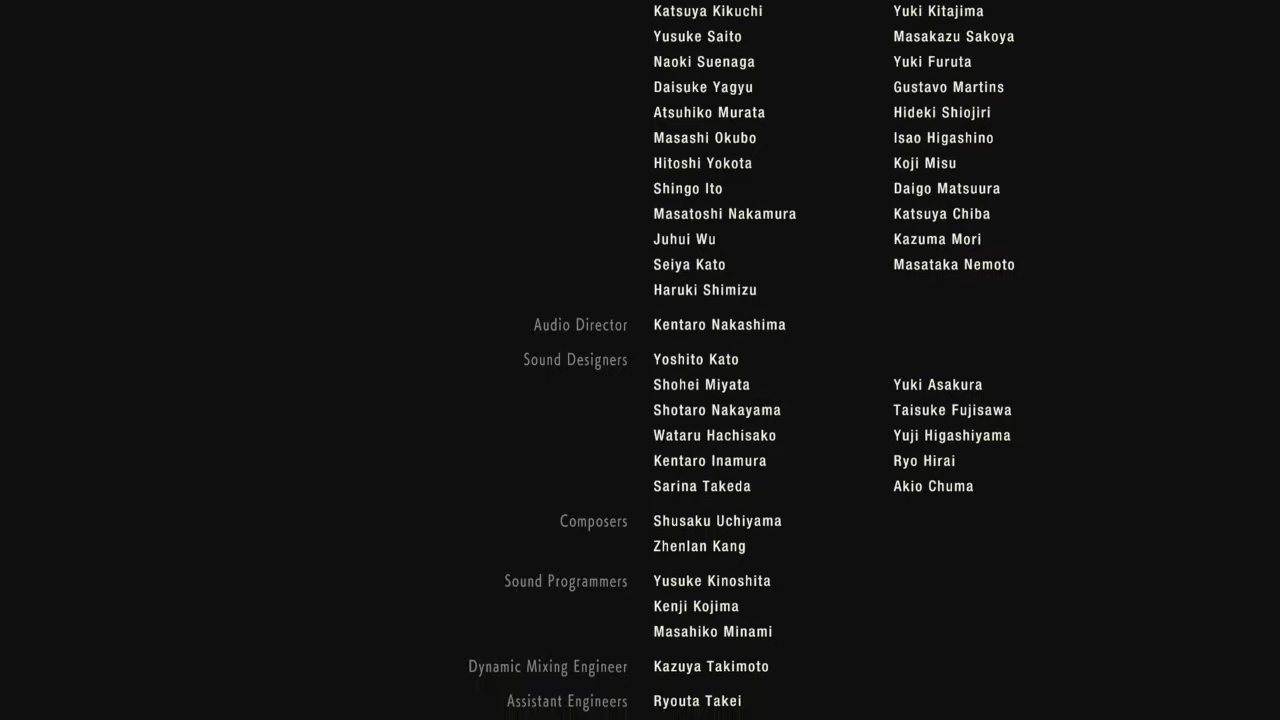 Katsuya Kikuchi Yuki Kitajima
Yusuke Saito Masakazu Sakoya
Naoki Suenaga Yuki Furuta
Daisuke Yagyu Gustavo Martins
Atsuhiko Murata Hideki Shiojiri
Masashi Okubo Isao Higashino
Hitoshi Yokota Koji Misu
Shingo Ito Daigo Matsuura
Masatoshi Nakamura Katsuya Chiba
Juhui Wu Kazuma Mori
Seiya Kato Masataka Nemoto
Haruki Shimizu
Audio Director Kentaro Nakashima
Sound Designers Yoshito Kato
Shohei Miyata Yuki Asakura
Shotaro Nakayama Taisuke Fujisawa
Wataru Hachisako Yuji Higashiyama
Kentaro Inamura Ryo Hirai
Sarina Takeda Akio Chuma
Composers Shusaku Uchiyama
Zhenlan Kang
Sound Programmers Yusuke Kinoshita
Kenji Kojima
Masahiko Minami
Dynamic Mixing Engineer Kazuya Takimoto
Assistant Engineers Ryouta Takei